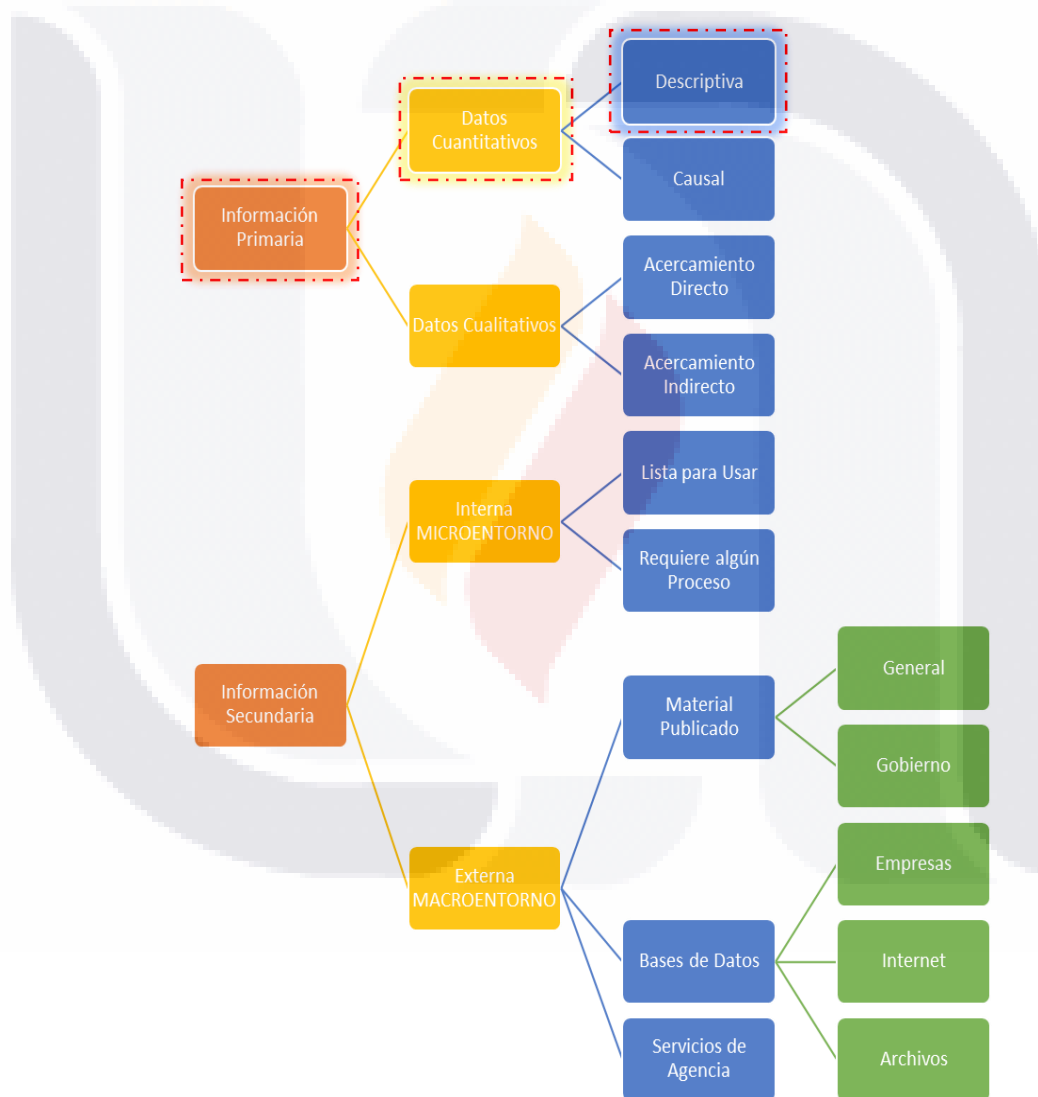 Información
Primaria
Datos
Cuantitativos
Descriptiva
Causal
Datos Cualitativos
Acercamiento
Directo
Acercamiento
Indirecto
Información
Secundaria
Interna
MICROENTORNO
Lista para Usar
Requiere algún
Proceso
Externa
MACROENTORNO
Material
Publicado
General
Gobierno
Bases de Datos
Empresas
Internet
Archivos
Servicios de
Agencia